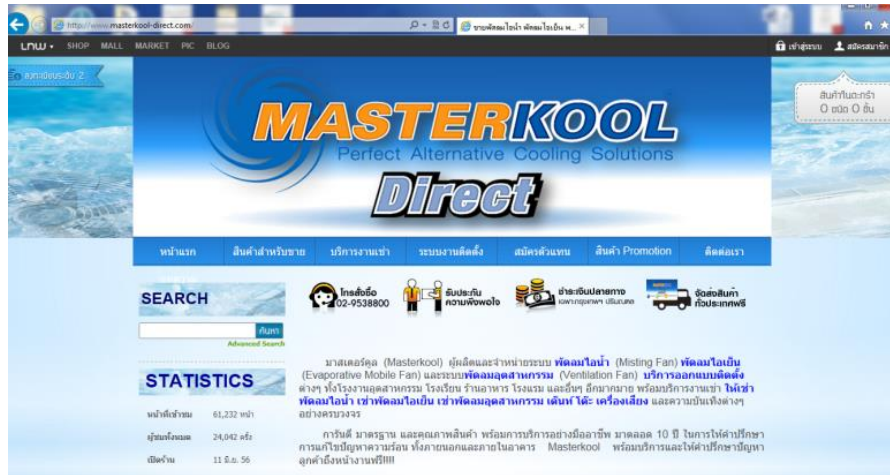 http://www.masterkool-direct.com/
ขายพัดลมไอน้ำ พัดลมไอเย็น พ...
LnW SHOP MALL MARKET PIC BLOG
เข้าสู่ระบบ สมัครสมาชิก
สินค้าในตะกร้า
0 ชนิด 0 ชิ้น
MASTERKOOL
Perfect Alternative Cooling Solutions
Direct
หน้าแรก สินค้าสำหรับขาย บริการงานเช่า ระบบงานติดตั้ง สมัครตัวแทน สินค้า Promotion ติดต่อเรา
SEARCH
ค้นหา
Advanced Search
โทรสั่งซื้อ
02-9538800
รับประกัน
ความพึงพอใจ
ชำระเงินปลายทาง
เฉพาะกรุงเทพฯ ปริมณฑล
จัดส่งสินค้า
ทั่วประเทศฟรี
STATISTICS
หน้าที่เข้าชม 61,232 หน้า
ผู้ชมทั้งหมด 24,042 ครั้ง
เปิดร้าน 11 มิ.ย. 56
มาสเตอร์คูล (Masterkool) ผู้ผลิตและจำหน่ายระบบ พัดลมไอน้ำ (Misting Fan) พัดลมไอเย็น
(Evaporative Mobile Fan) และระบบพัดลมอุตสาหกรรม (Ventilation Fan) บริการออกแบบติดตั้ง
ต่างๆ ทั้งโรงงานอุตสาหกรรม โรงเรียน ร้านอาหาร โรงแรม และอื่นๆ อีกมากมาย พร้อมบริการงานเช่า ให้เช่า
พัดลมไอน้ำ เช่าพัดลมไอเย็น เช่าพัดลมอุตสาหกรรม เต็นท์ โต๊ะ เครื่องเสียง และความบันเทิงต่างๆ
อย่างครบวงจร
การันตี มาตรฐาน และคุณภาพสินค้า พร้อมการบริการอย่างมืออาชีพ มาตลอด 10 ปี ในการให้คำปรึกษา
การแก้ไขปัญหาความร้อน ทั้งภายนอกและภายในอาคาร Masterkool พร้อมบริการและให้คำปรึกษาปัญหา
ลูกค้าถึงหน้างานฟรี!!!!